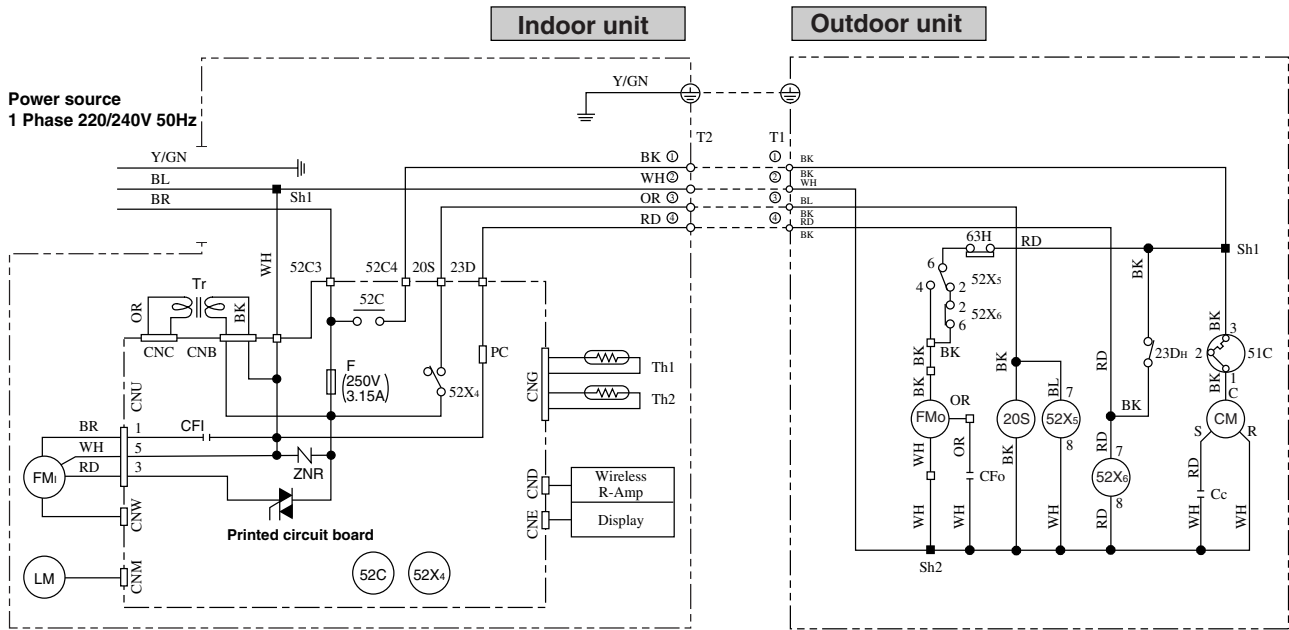 Indoor unit
Outdoor unit
Power source
1 Phase 220/240V 50Hz
Y/GN
Y/GN
BL
BR
Sh1
T2
T1
BK ①
WH ②
OR ③
RD ④
①
②
③
④
BK
BK
WH
BL
BK
RD
BK
WH
52C3
52C4
20S
23D
52C
Tr
OR
BK
CNC
CNB
F
(250V
3.15A)
52X4
PC
CNG
Th1
Th2
CNU
BR
WH
RD
1
5
3
CFI
ZNR
FMI
CNW
LM
CNM
Printed circuit board
52C
52X4
CND
CNE
Wireless
R-Amp
Display
63H
RD
6
4
2
52X5
2
6
52X6
BK
BK
BK
FMo
OR
OR
CFo
WH
WH
Sh2
BK
20S
BK
BL
7
52X5
8
WH
RD
BK
RD
7
52X6
8
RD
BK
23DH
Sh1
BK
3
2
51C
1
BK
C
CM
S
R
RD
Cc
WH
WH